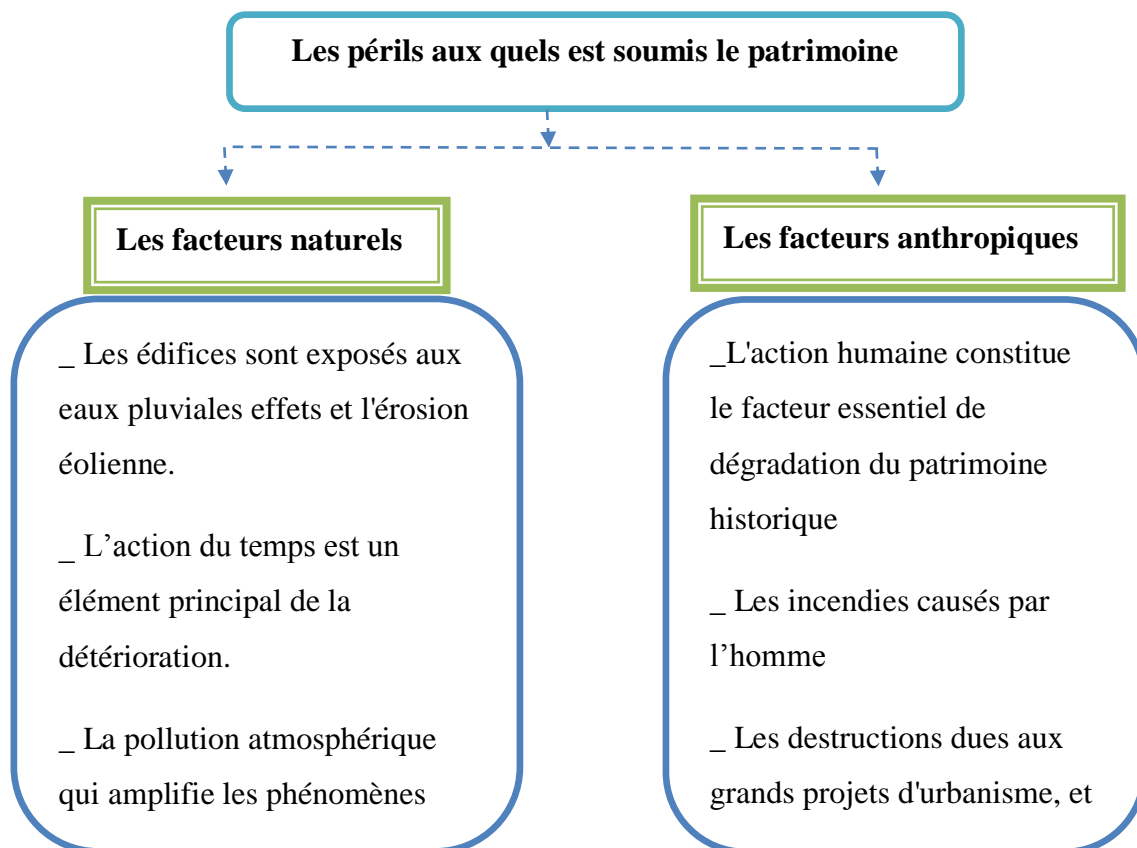 Les périls aux quels est soumis le patrimoine
Les facteurs naturels
_ Les édifices sont exposés aux
eaux pluviales effets et l'érosion
éolienne.
_ L’action du temps est un
élément principal de la
détérioration.
_ La pollution atmosphérique
qui amplifie les phénomènes
Les facteurs anthropiques
_L'action humaine constitue
le facteur essentiel de
dégradation du patrimoine
historique
_ Les incendies causés par
l’homme
_ Les destructions dues aux
grands projets d'urbanisme, et